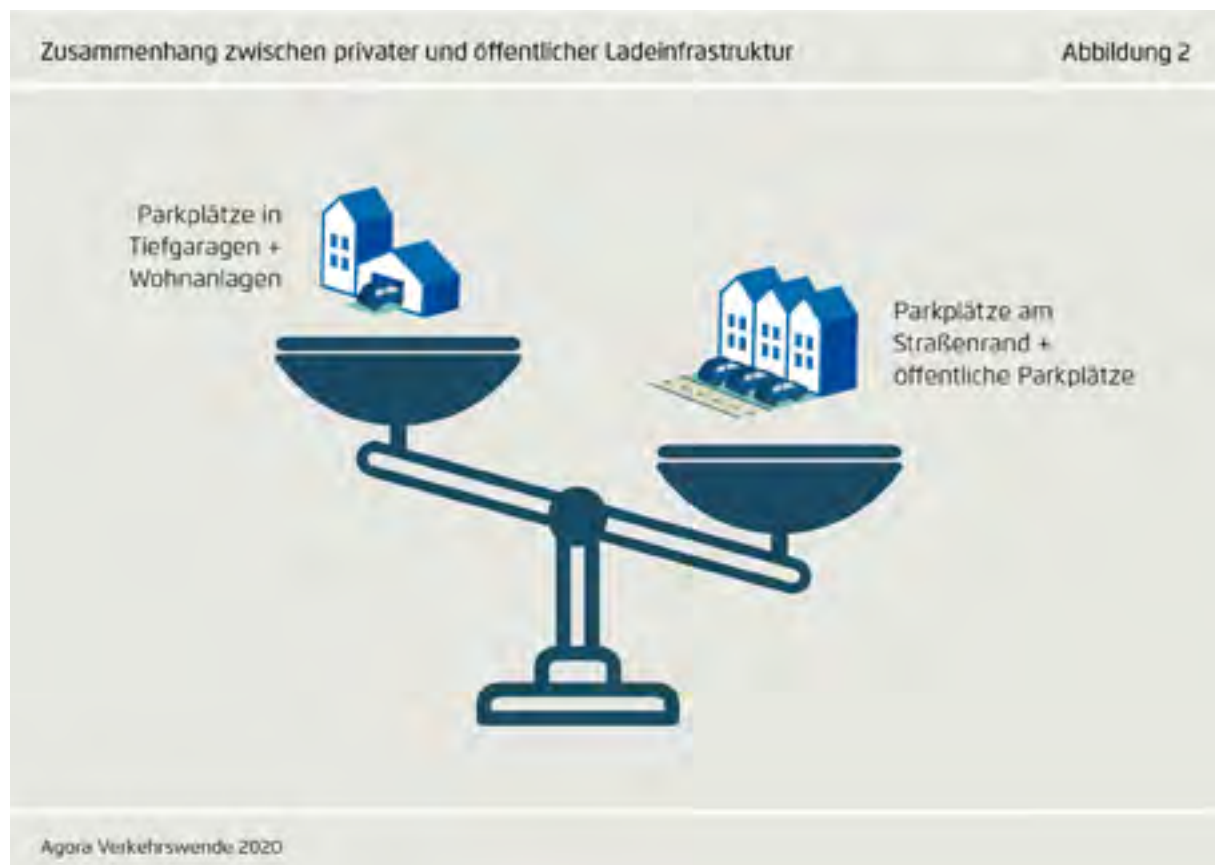 Zusammenhang zwischen privater und öffentlicher Ladeinfrastruktur
Abbildung 2
Parkplätze in
Tiefgaragen +
Wohnanlagen
Parkplätze am
Straßenrand +
öffentliche Parkplätze
Agora Verkehrswende 2020